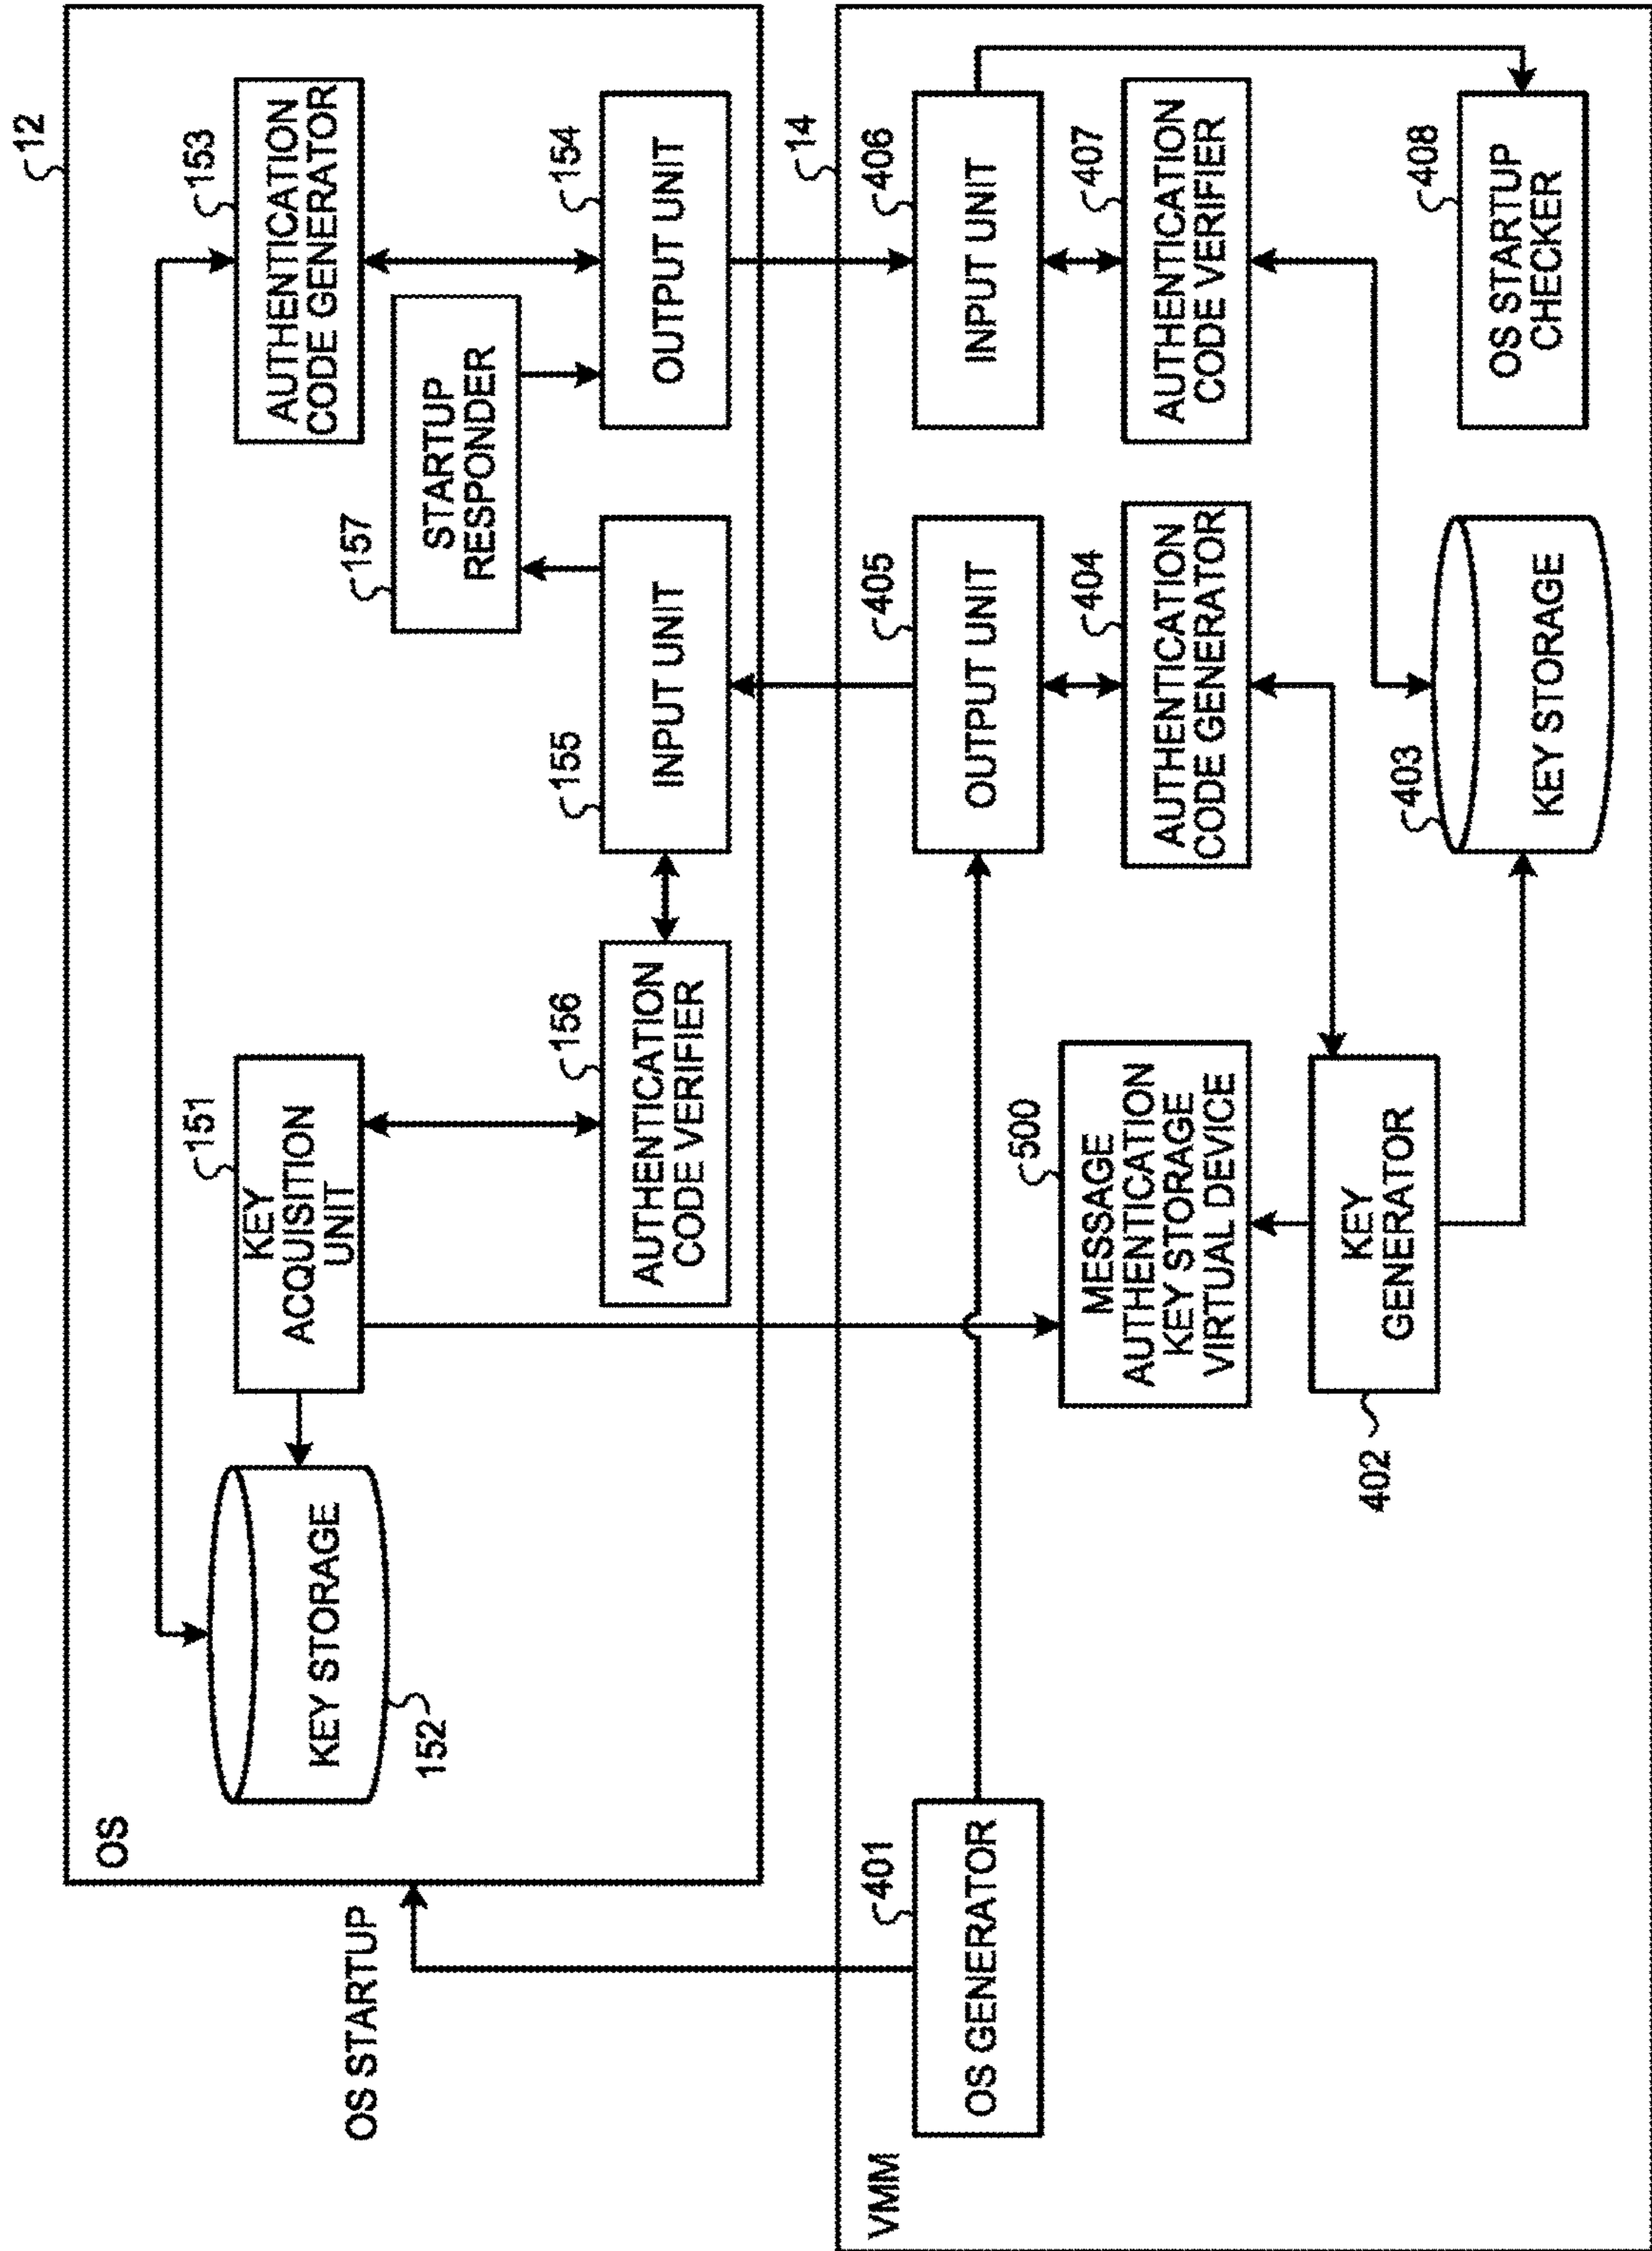 12
OS
153
AUTHENTICATION
CODE GENERATOR
151
KEY
ACQUISITION
UNIT
KEY STORAGE
152
157
STARTUP
RESPONDER
154
OUTPUT UNIT
155
INPUT UNIT
156
AUTHENTICATION
CODE VERIFIER
OS STARTUP
14
VMM
401
OS GENERATOR
405
OUTPUT UNIT
406
INPUT UNIT
500
MESSAGE
AUTHENTICATION
KEY STORAGE
VIRTUAL DEVICE
404
AUTHENTICATION
CODE GENERATOR
407
AUTHENTICATION
CODE VERIFIER
402
KEY
GENERATOR
403
KEY STORAGE
408
OS STARTUP
CHECKER